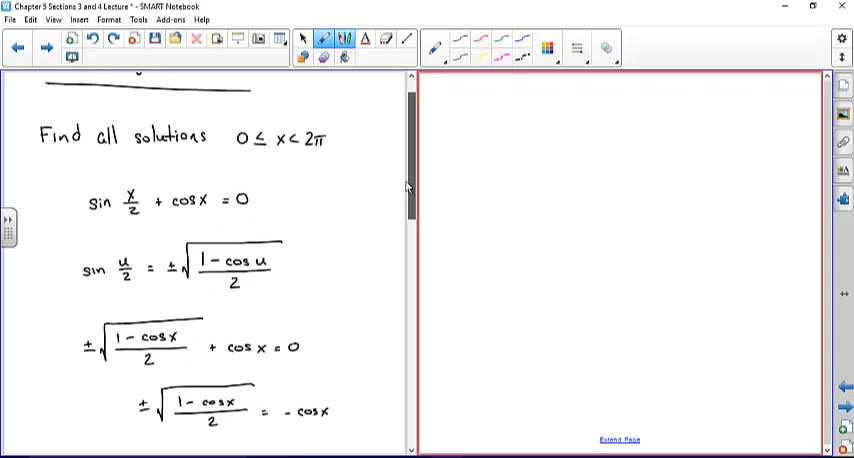 Chapter 5 Sections 3 and 4 Lecture * - SMART Notebook
File Edit View Insert Format Tools Add-ons Help
Find all solutions 0 ≤ x < 2π
sin x/2 + cos x = 0
sin u/2 = ±√((1 - cos u)/2)
±√((1 - cos x)/2) + cos x = 0
±√((1 - cos x)/2) = - cos x
Extend Page